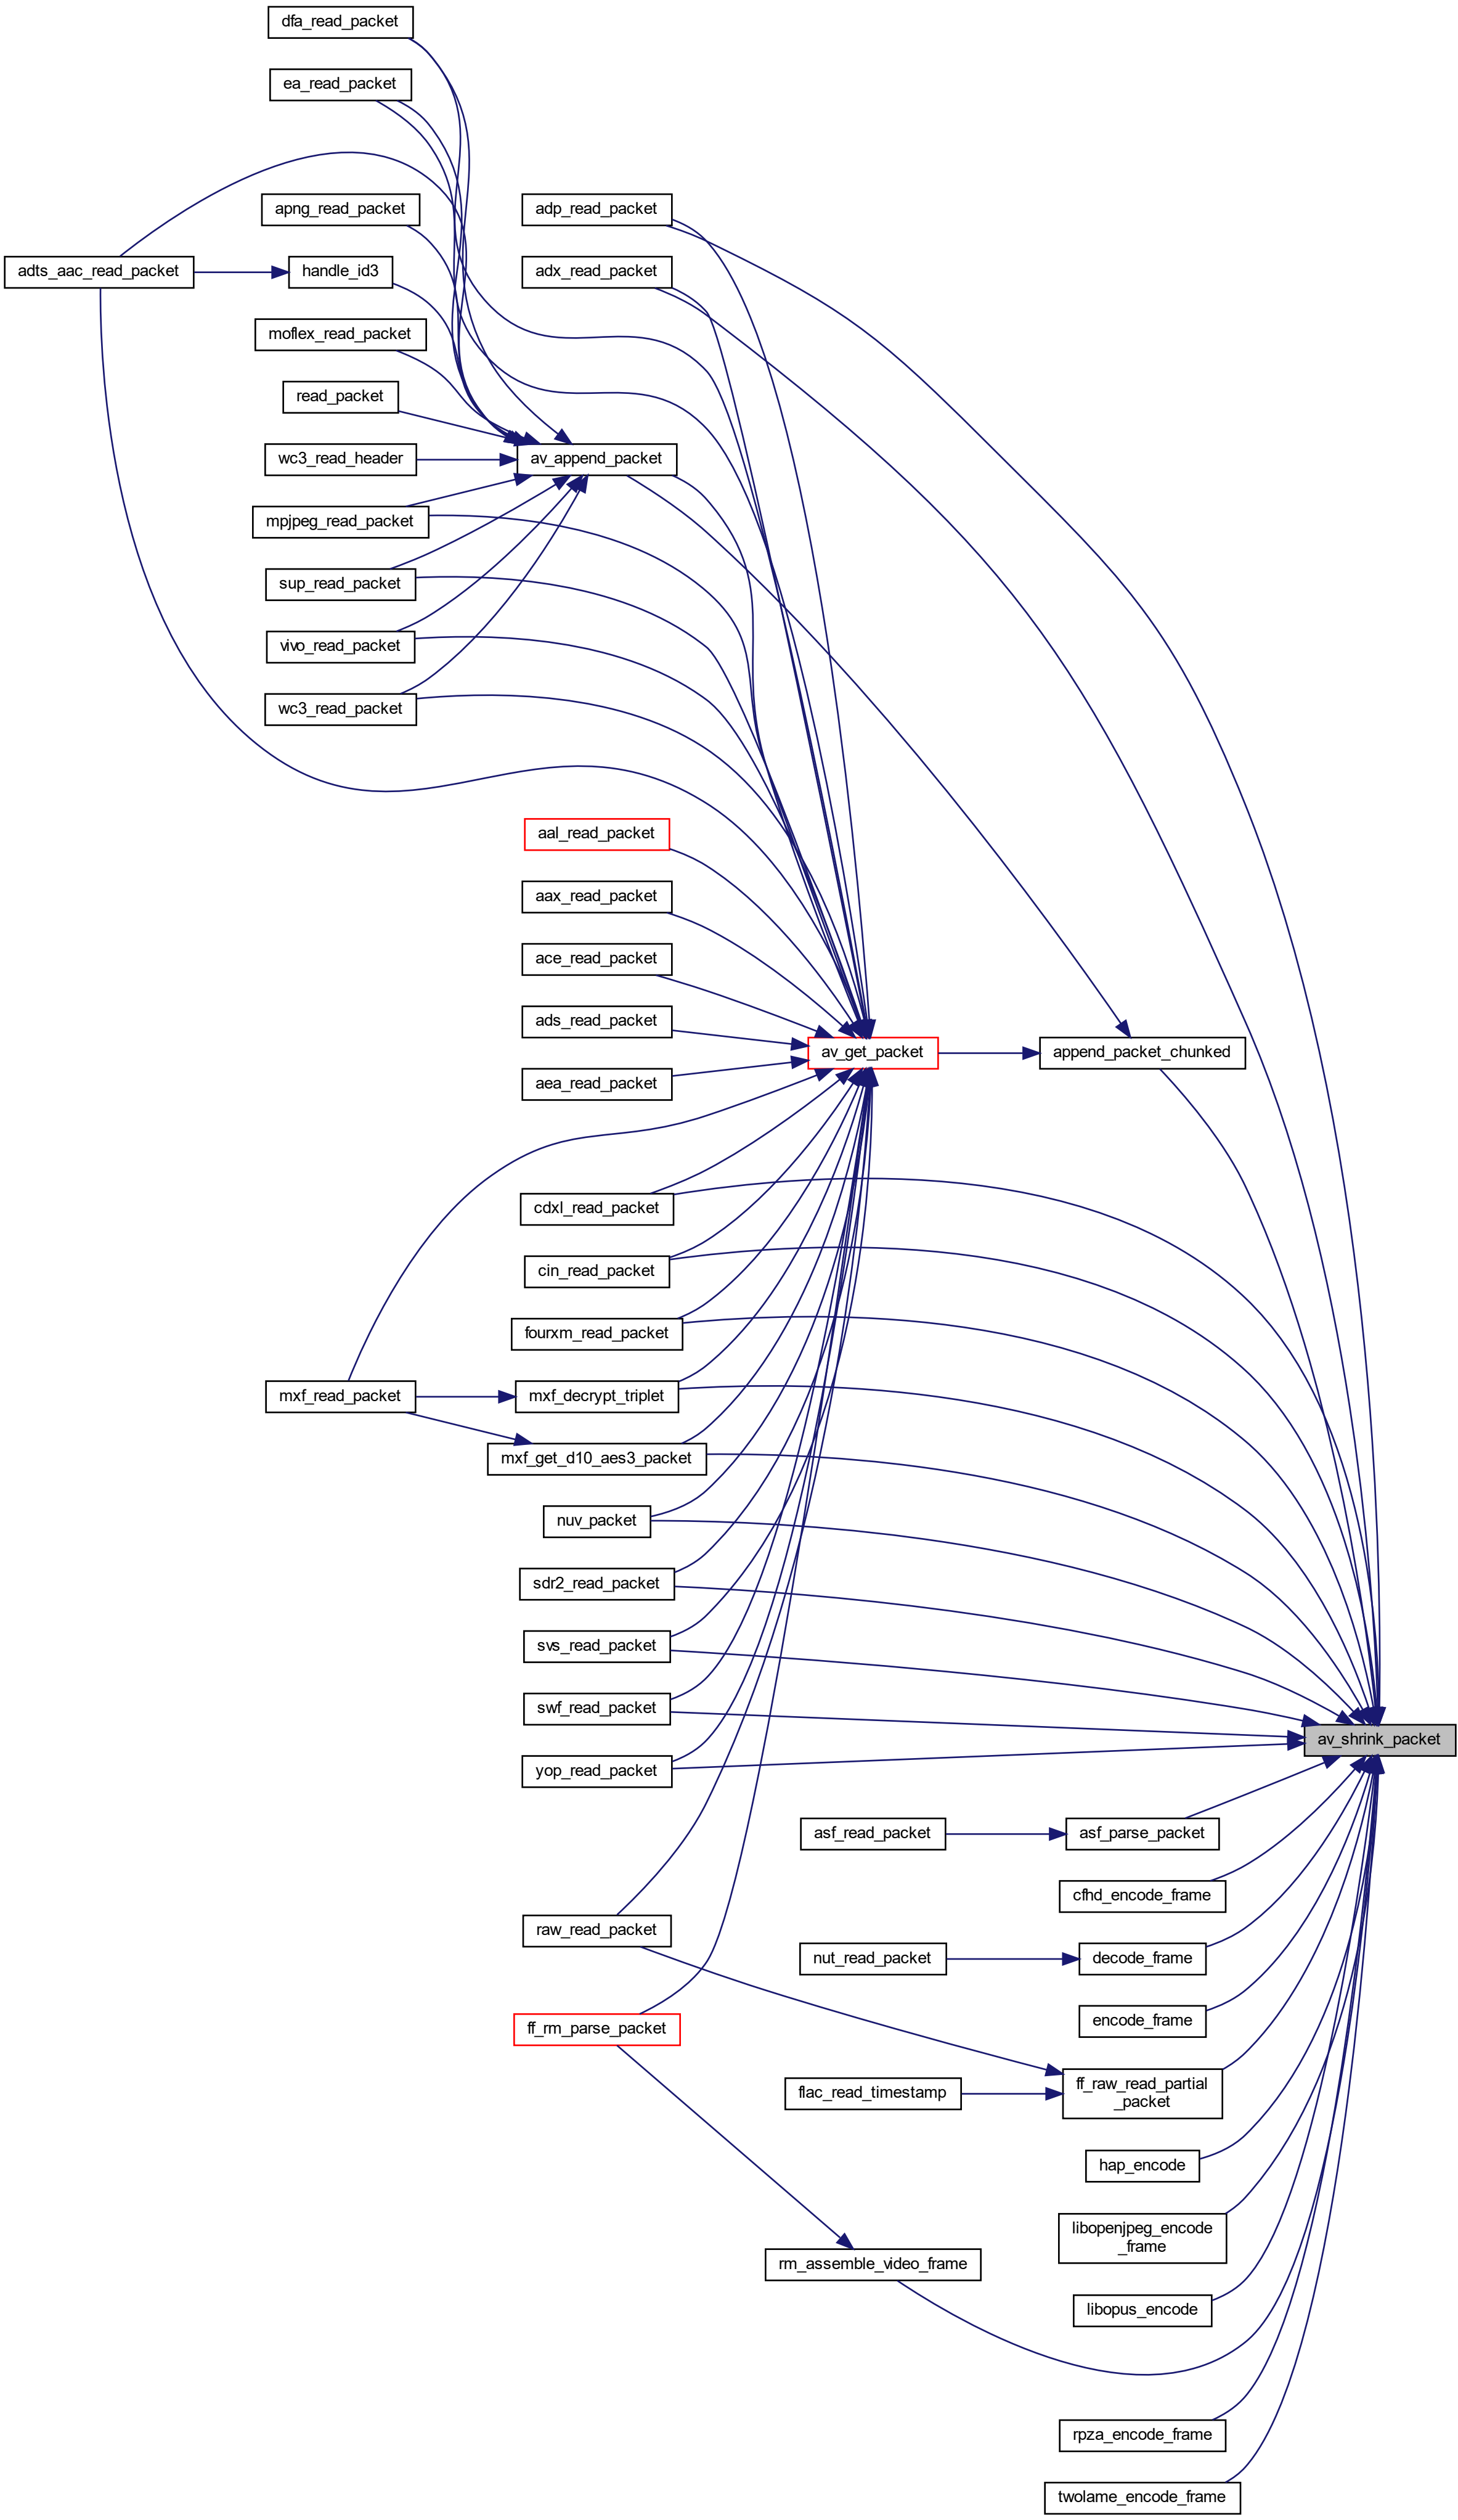 dfa_read_packet
ea_read_packet
apng_read_packet
adp_read_packet
adts_aac_read_packet
handle_id3
adx_read_packet
moflex_read_packet
read_packet
wc3_read_header
av_append_packet
mpjpeg_read_packet
sup_read_packet
vivo_read_packet
wc3_read_packet
aal_read_packet
aax_read_packet
ace_read_packet
ads_read_packet
av_get_packet
append_packet_chunked
aea_read_packet
cdxl_read_packet
cin_read_packet
fourxm_read_packet
mxf_read_packet
mxf_decrypt_triplet
mxf_get_d10_aes3_packet
nuv_packet
sdr2_read_packet
svs_read_packet
swf_read_packet
av_shrink_packet
yop_read_packet
asf_read_packet
asf_parse_packet
cfhd_encode_frame
raw_read_packet
nut_read_packet
decode_frame
encode_frame
ff_rm_parse_packet
flac_read_timestamp
ff_raw_read_partial
_packet
hap_encode
libopenjpeg_encode
_frame
rm_assemble_video_frame
libopus_encode
rpza_encode_frame
twolame_encode_frame